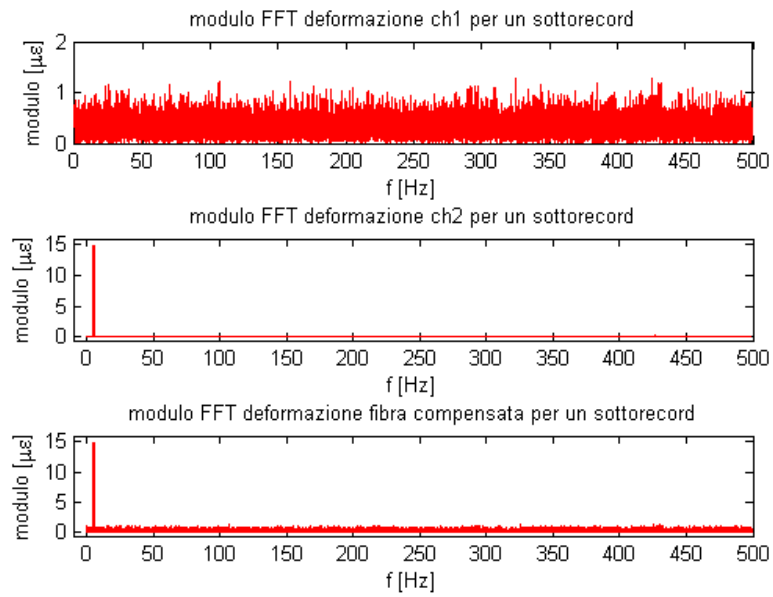 modulo FFT deformazione ch1 per un sottorecord
modulo [με]
2
1
0
0 50 100 150 200 250 300 350 400 450 500
f [Hz]
modulo FFT deformazione ch2 per un sottorecord
modulo [με]
15
10
5
0
0 50 100 150 200 250 300 350 400 450 500
f [Hz]
modulo FFT deformazione fibra compensata per un sottorecord
modulo [με]
15
10
5
0
0 50 100 150 200 250 300 350 400 450 500
f [Hz]